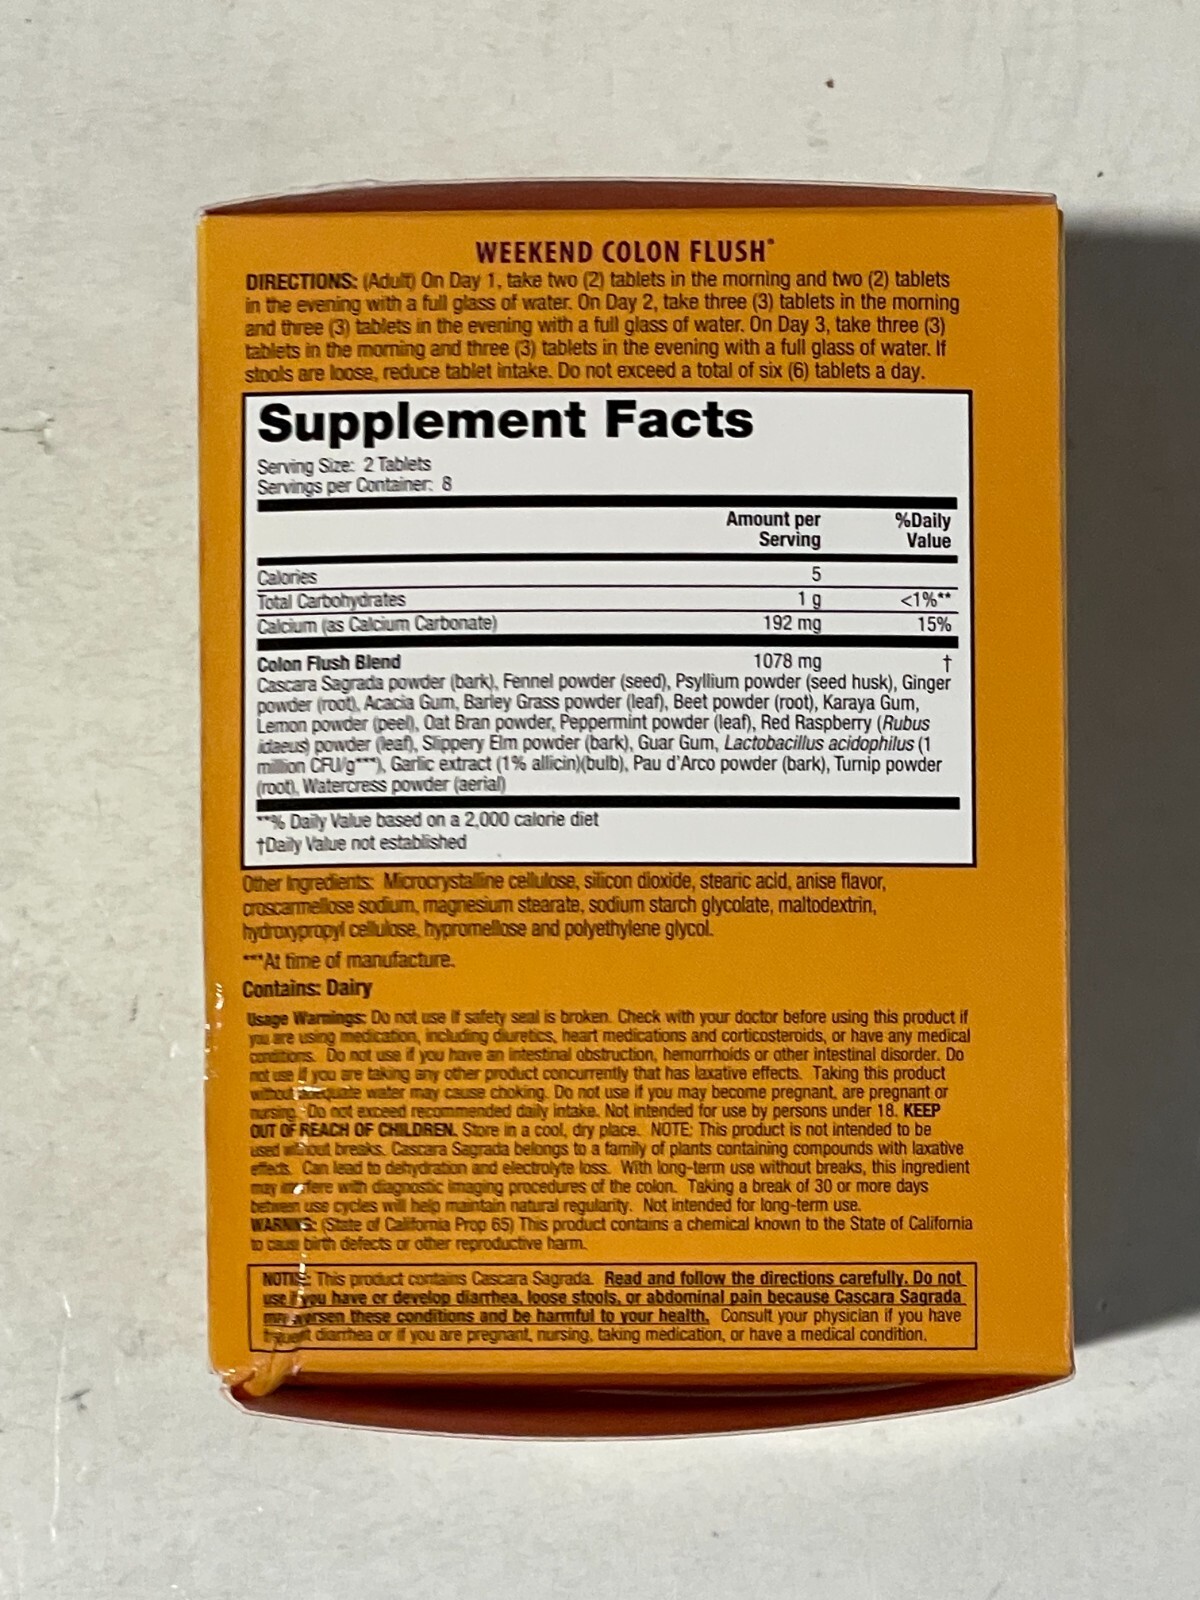 WEEKEND COLON FLUSH®
DIRECTIONS: (Adult) On Day 1, take two (2) tablets in the morning and two (2) tablets
in the evening with a full glass of water. On Day 2, take three (3) tablets in the morning
and three (3) tablets in the evening with a full glass of water. On Day 3, take three (3)
tablets in the morning and three (3) tablets in the evening with a full glass of water. If
stools are loose, reduce tablet intake. Do not exceed a total of six (6) tablets a day.
Supplement Facts
Serving Size: 2 Tablets
Servings per Container: 8
Amount per Serving %Daily Value
Calories 5
Total Carbohydrates 1 g <1%**
Calcium (as Calcium Carbonate) 192 mg 15%
Colon Flush Blend 1078 mg †
Cascara Sagrada powder (bark), Fennel powder (seed), Psyllium powder (seed husk), Ginger
powder (root), Acacia Gum, Barley Grass powder (leaf), Beet powder (root), Karaya Gum,
Lemon powder (peel), Oat Bran powder, Peppermint powder (leaf), Red Raspberry (Rubus
idaeus) powder (leaf), Slippery Elm powder (bark), Guar Gum, Lactobacillus acidophilus (1
million CFU/g***), Garlic extract (1% allicin)(bulb), Pau d'Arco powder (bark), Turnip powder
(root), Watercress powder (aerial)
**% Daily Value based on a 2,000 calorie diet
†Daily Value not established
Other Ingredients: Microcrystalline cellulose, silicon dioxide, stearic acid, anise flavor,
croscarmellose sodium, magnesium stearate, sodium starch glycolate, maltodextrin,
hydroxypropyl cellulose, hypromellose and polyethylene glycol.
***At time of manufacture.
Contains: Dairy
Usage Warnings: Do not use if safety seal is broken. Check with your doctor before using this product if
you are using medication, including diuretics, heart medications and corticosteroids, or have any medical
conditions. Do not use if you have an intestinal obstruction, hemorrhoids or other intestinal disorder. Do
not use if you are taking any other product concurrently that has laxative effects. Taking this product
without adequate water may cause choking. Do not use if you may become pregnant, are pregnant or
nursing. Do not exceed recommended daily intake. Not intended for use by persons under 18. KEEP
OUT OF REACH OF CHILDREN. Store in a cool, dry place. NOTE: This product is not intended to be
used without breaks. Cascara Sagrada belongs to a family of plants containing compounds with laxative
effects. Can lead to dehydration and electrolyte loss. With long-term use without breaks, this ingredient
may interfere with diagnostic imaging procedures of the colon. Taking a break of 30 or more days
between use cycles will help maintain natural regularity. Not intended for long-term use.
WARNING: (State of California Prop 65) This product contains a chemical known to the State of California
to cause birth defects or other reproductive harm.
NOTICE: This product contains Cascara Sagrada. Read and follow the directions carefully. Do not
use if you have or develop diarrhea, loose stools, or abdominal pain because Cascara Sagrada
may worsen these conditions and be harmful to your health. Consult your physician if you have
frequent diarrhea or if you are pregnant, nursing, taking medication, or have a medical condition.